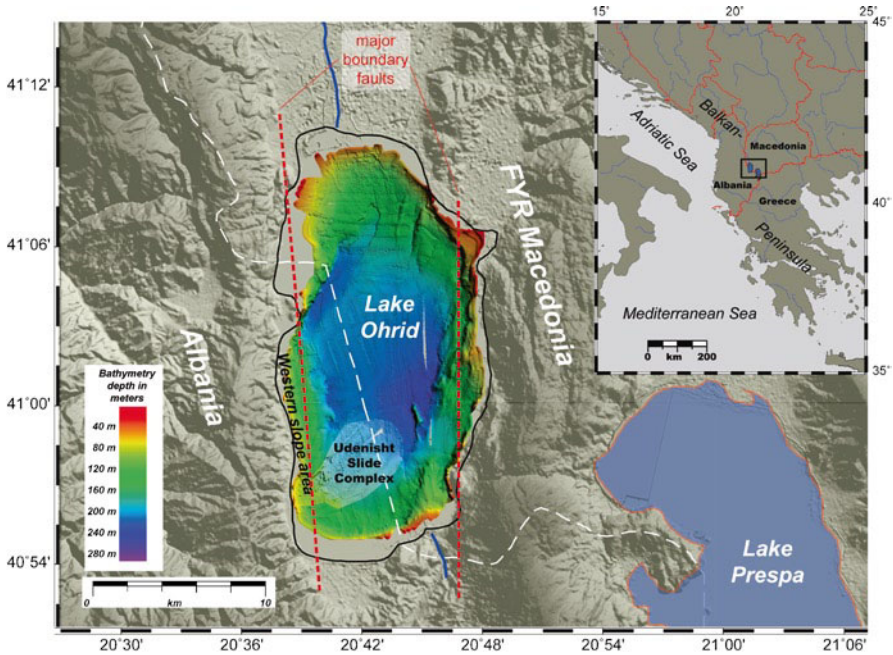 major
boundary
faults
41°12'
41°06'
41°00'
40°54'
FYR Macedonia
Albania
Lake
Ohrid
Western slope area
Udenisht
Slide
Complex
Lake
Prespa
Bathymetry
depth in
meters
40 m
80 m
120 m
160 m
200 m
240 m
280 m
0 10
km
20°30' 20°36' 20°42' 20°48' 20°54' 21°00' 21°06'
15° 20° 25°
45°
40°
35°
Adriatic Sea
Balkan-
Peninsula
Macedonia
Albania
Greece
Mediterranean Sea
0 km 200